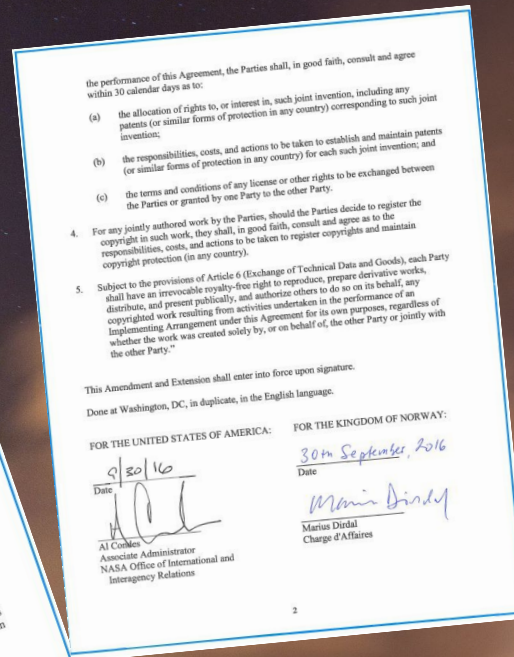 the performance of this Agreement, the Parties shall, in good faith, consult and agree
within 30 calendar days as to:
(a) the allocation of rights to, or interest in, such joint invention, including any
patents (or similar forms of protection in any country) corresponding to such joint
invention;
(b) the responsibilities, costs, and actions to be taken to establish and maintain patents
(or similar forms of protection in any country) for each such joint invention; and
(c) the terms and conditions of any license or other rights to be exchanged between
the Parties or granted by one Party to the other Party.
4. For any jointly authored work by the Parties, should the Parties decide to register the
copyright in such work, they shall, in good faith, consult and agree as to the
responsibilities, costs, and actions to be taken to register copyrights and maintain
copyright protection (in any country).
5. Subject to the provisions of Article 6 (Exchange of Technical Data and Goods), each Party
shall have an irrevocable royalty-free right to reproduce, prepare derivative works,
distribute, and present publically, and authorize others to do so on its behalf, any
copyrighted work resulting from activities undertaken in the performance of an
Implementing Arrangement under this Agreement for its own purposes, regardless of
whether the work was created solely by, or on behalf of, the other Party or jointly with
the other Party."
This Amendment and Extension shall enter into force upon signature.
Done at Washington, DC, in duplicate, in the English language.
FOR THE UNITED STATES OF AMERICA:
9/30/16
Date
Al Condes
Associate Administrator
NASA Office of International and
Interagency Relations
FOR THE KINGDOM OF NORWAY:
30th September, 2016
Date
Marius Dirdal
Marius Dirdal
Charge d'Affaires
2